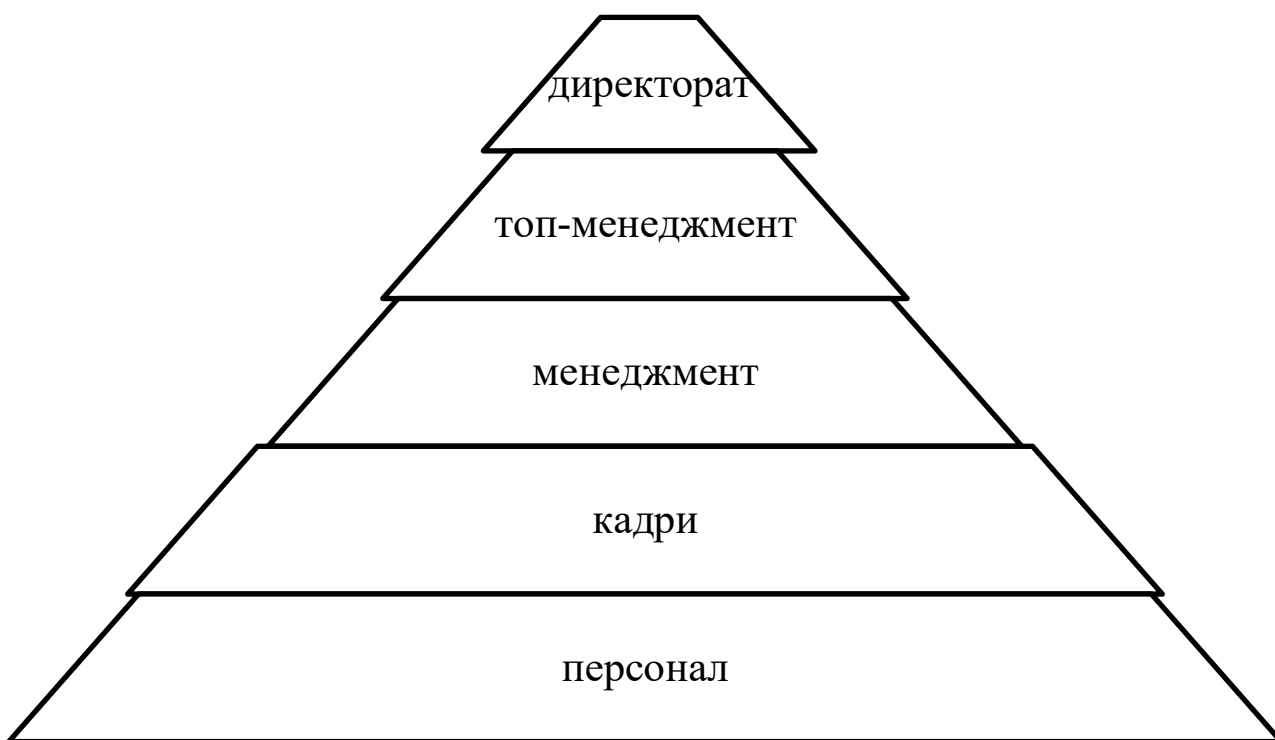 директорат
топ-менеджмент
менеджмент
кадри
персонал